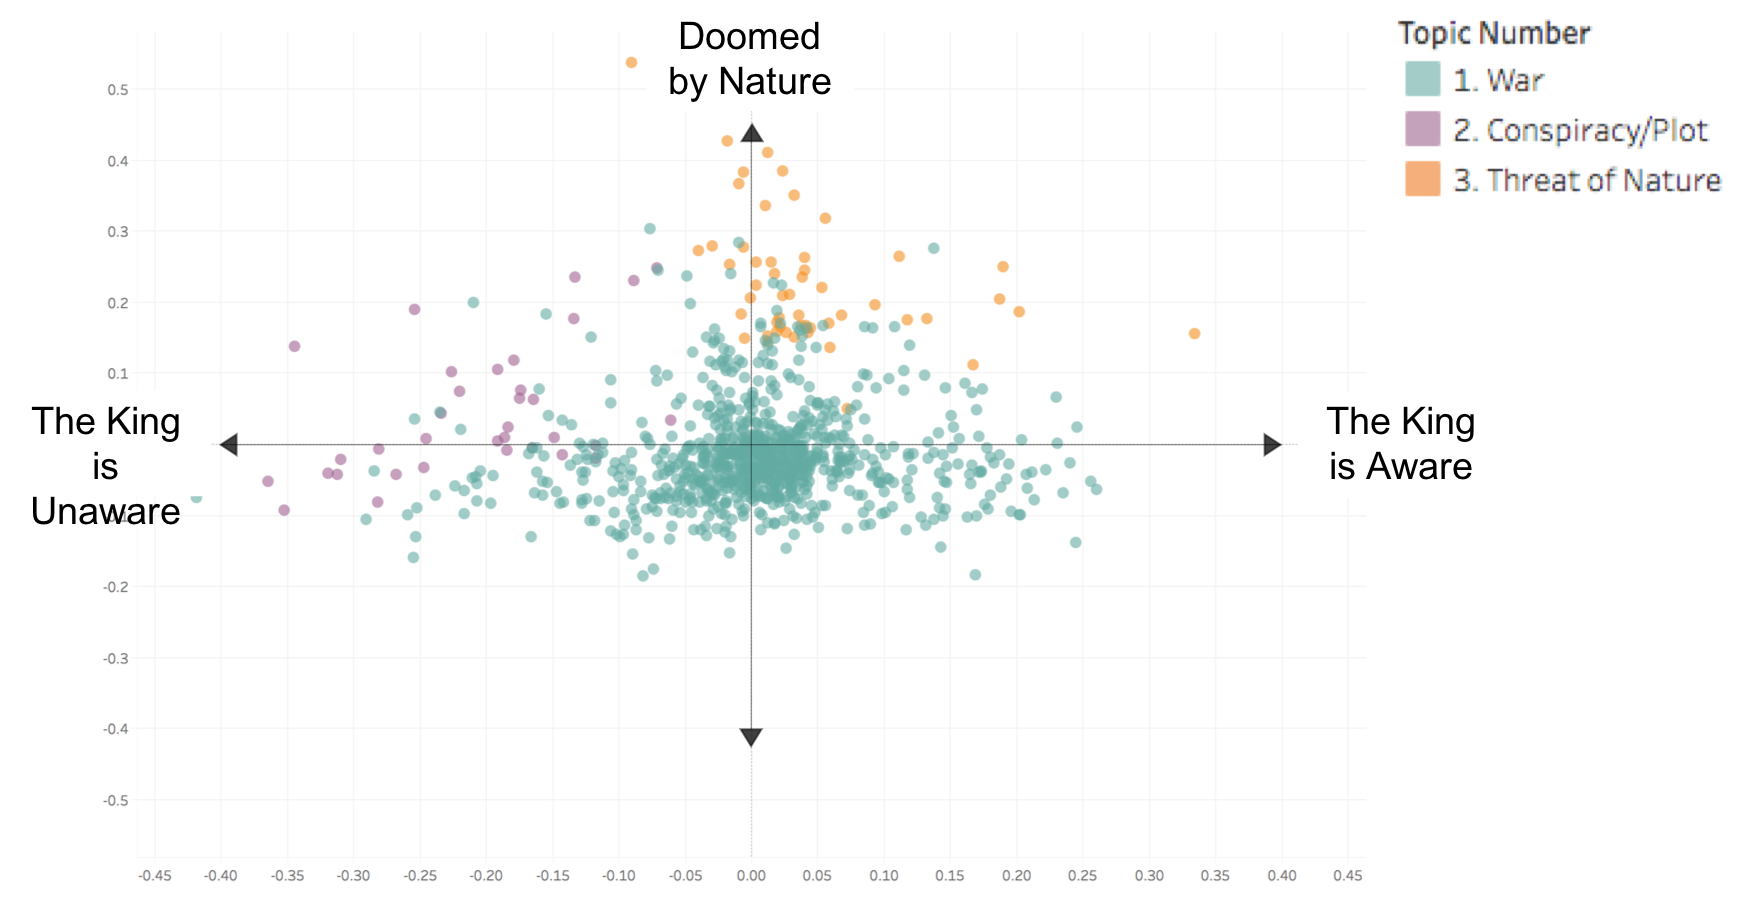 Doomed
by Nature
Topic Number
1. War
2. Conspiracy/Plot
3. Threat of Nature
0.5
0.4
0.3
0.2
0.1
The King
is
Unaware
The King
is Aware
-0.2
-0.3
-0.4
-0.5
-0.45 -0.40 -0.35 -0.30 -0.25 -0.20 -0.15 -0.10 -0.05 0.00 0.05 0.10 0.15 0.20 0.25 0.30 0.35 0.40 0.45